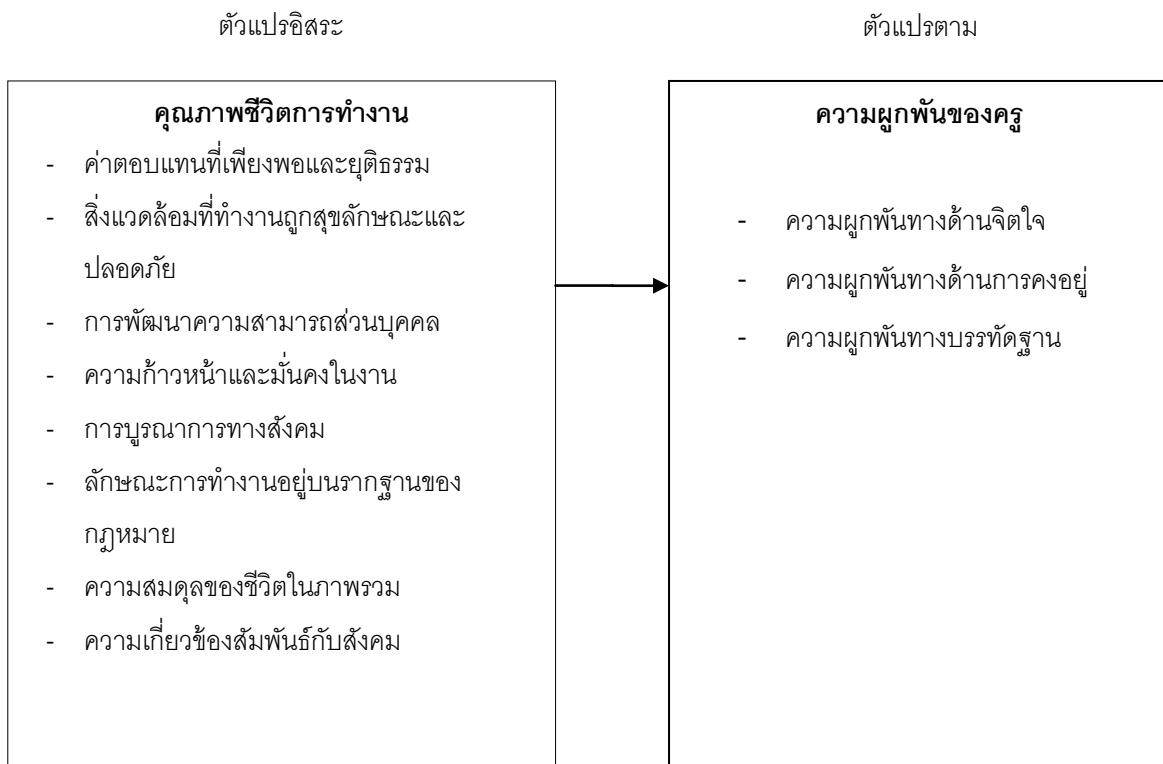 ตัวแปรอิสระ
ตัวแปรตาม
คุณภาพชีวิตการทำงาน
- ค่าตอบแทนที่เพียงพอและยุติธรรม
- สิ่งแวดล้อมที่ทำงานถูกสุขลักษณะและ
ปลอดภัย
- การพัฒนาความสามารถส่วนบุคคล
- ความก้าวหน้าและมั่นคงในงาน
- การบูรณาการทางสังคม
- ลักษณะการทำงานอยู่บนรากฐานของ
กฎหมาย
- ความสมดุลของชีวิตในภาพรวม
- ความเกี่ยวข้องสัมพันธ์กับสังคม
ความผูกพันของครู
- ความผูกพันทางด้านจิตใจ
- ความผูกพันทางด้านการคงอยู่
- ความผูกพันทางบรรทัดฐาน